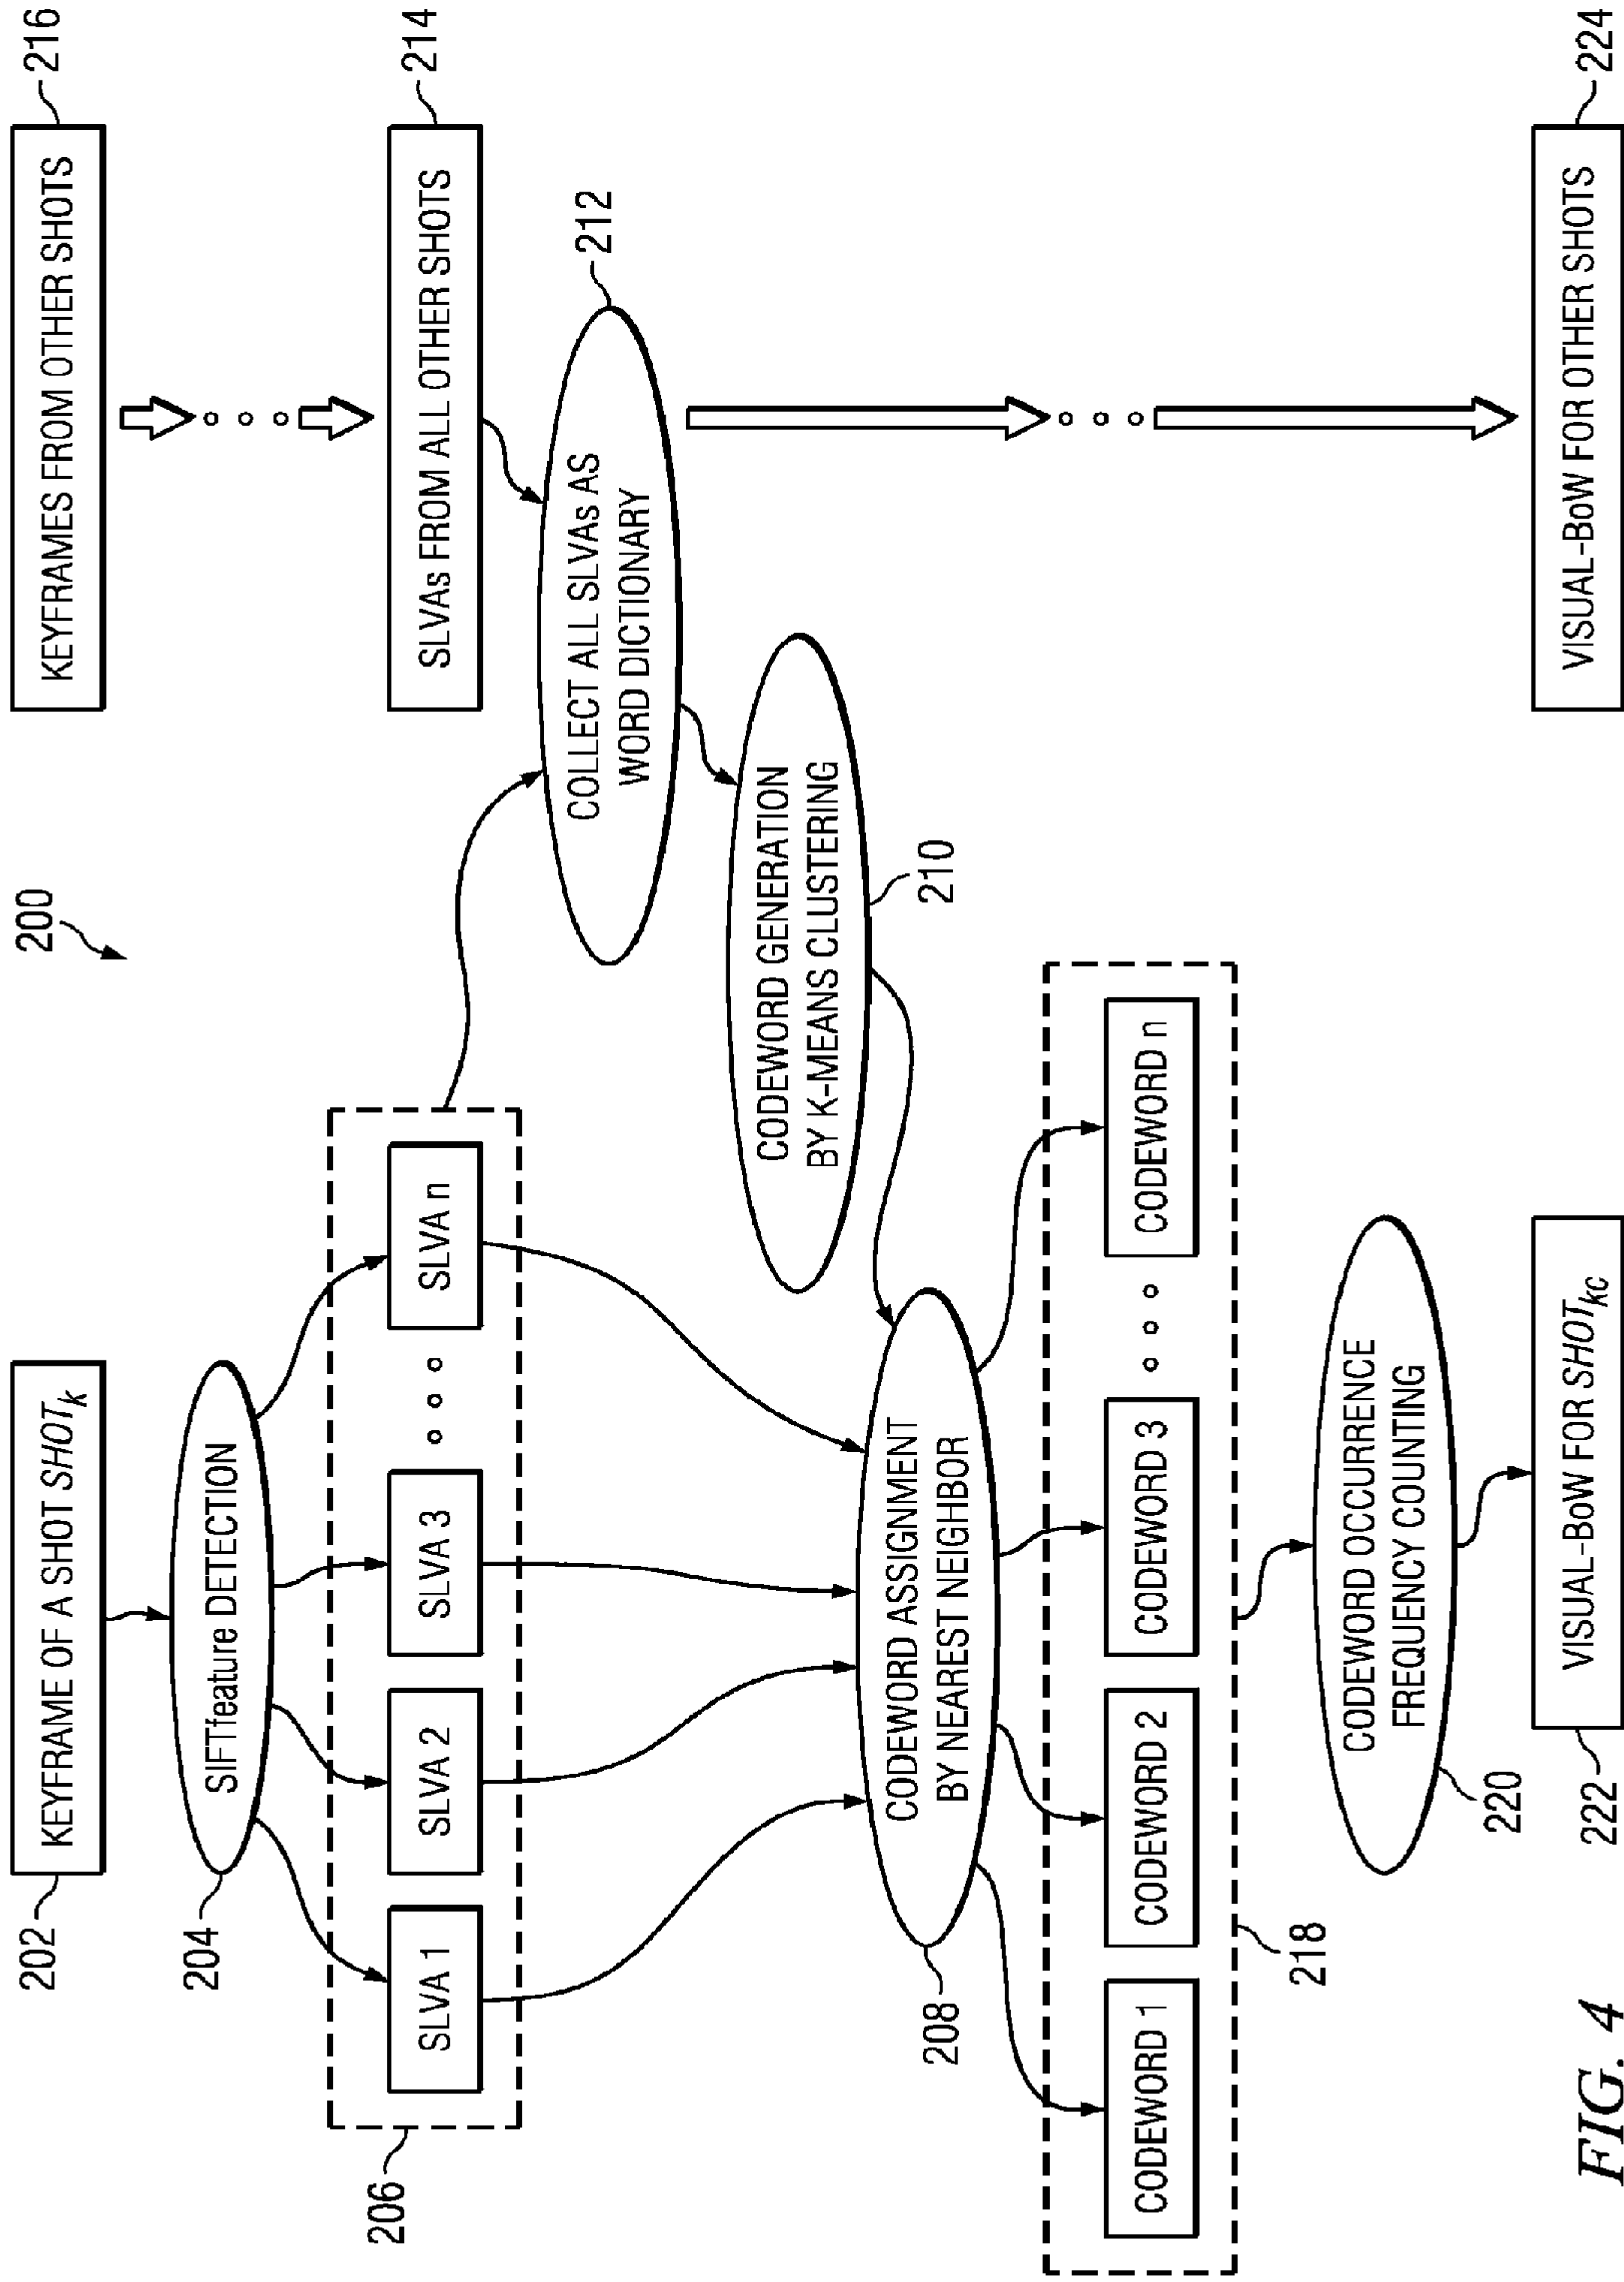 200
202
KEYFRAME OF A SHOT SHOTk
KEYFRAMES FROM OTHER SHOTS
216
204
SIFTfeature DETECTION
206
SLVA 1
SLVA 2
SLVA 3
SLVA n
SLVAs FROM ALL OTHER SHOTS
214
COLLECT ALL SLVAs AS
WORD DICTIONARY
212
CODEWORD GENERATION
BY K-MEANS CLUSTERING
210
208
CODEWORD ASSIGNMENT
BY NEAREST NEIGHBOR
CODEWORD 1
CODEWORD 2
CODEWORD 3
CODEWORD n
218
220
CODEWORD OCCURRENCE
FREQUENCY COUNTING
222
VISUAL-BoW FOR SHOTkc
VISUAL-BoW FOR OTHER SHOTS
224
FIG. 4